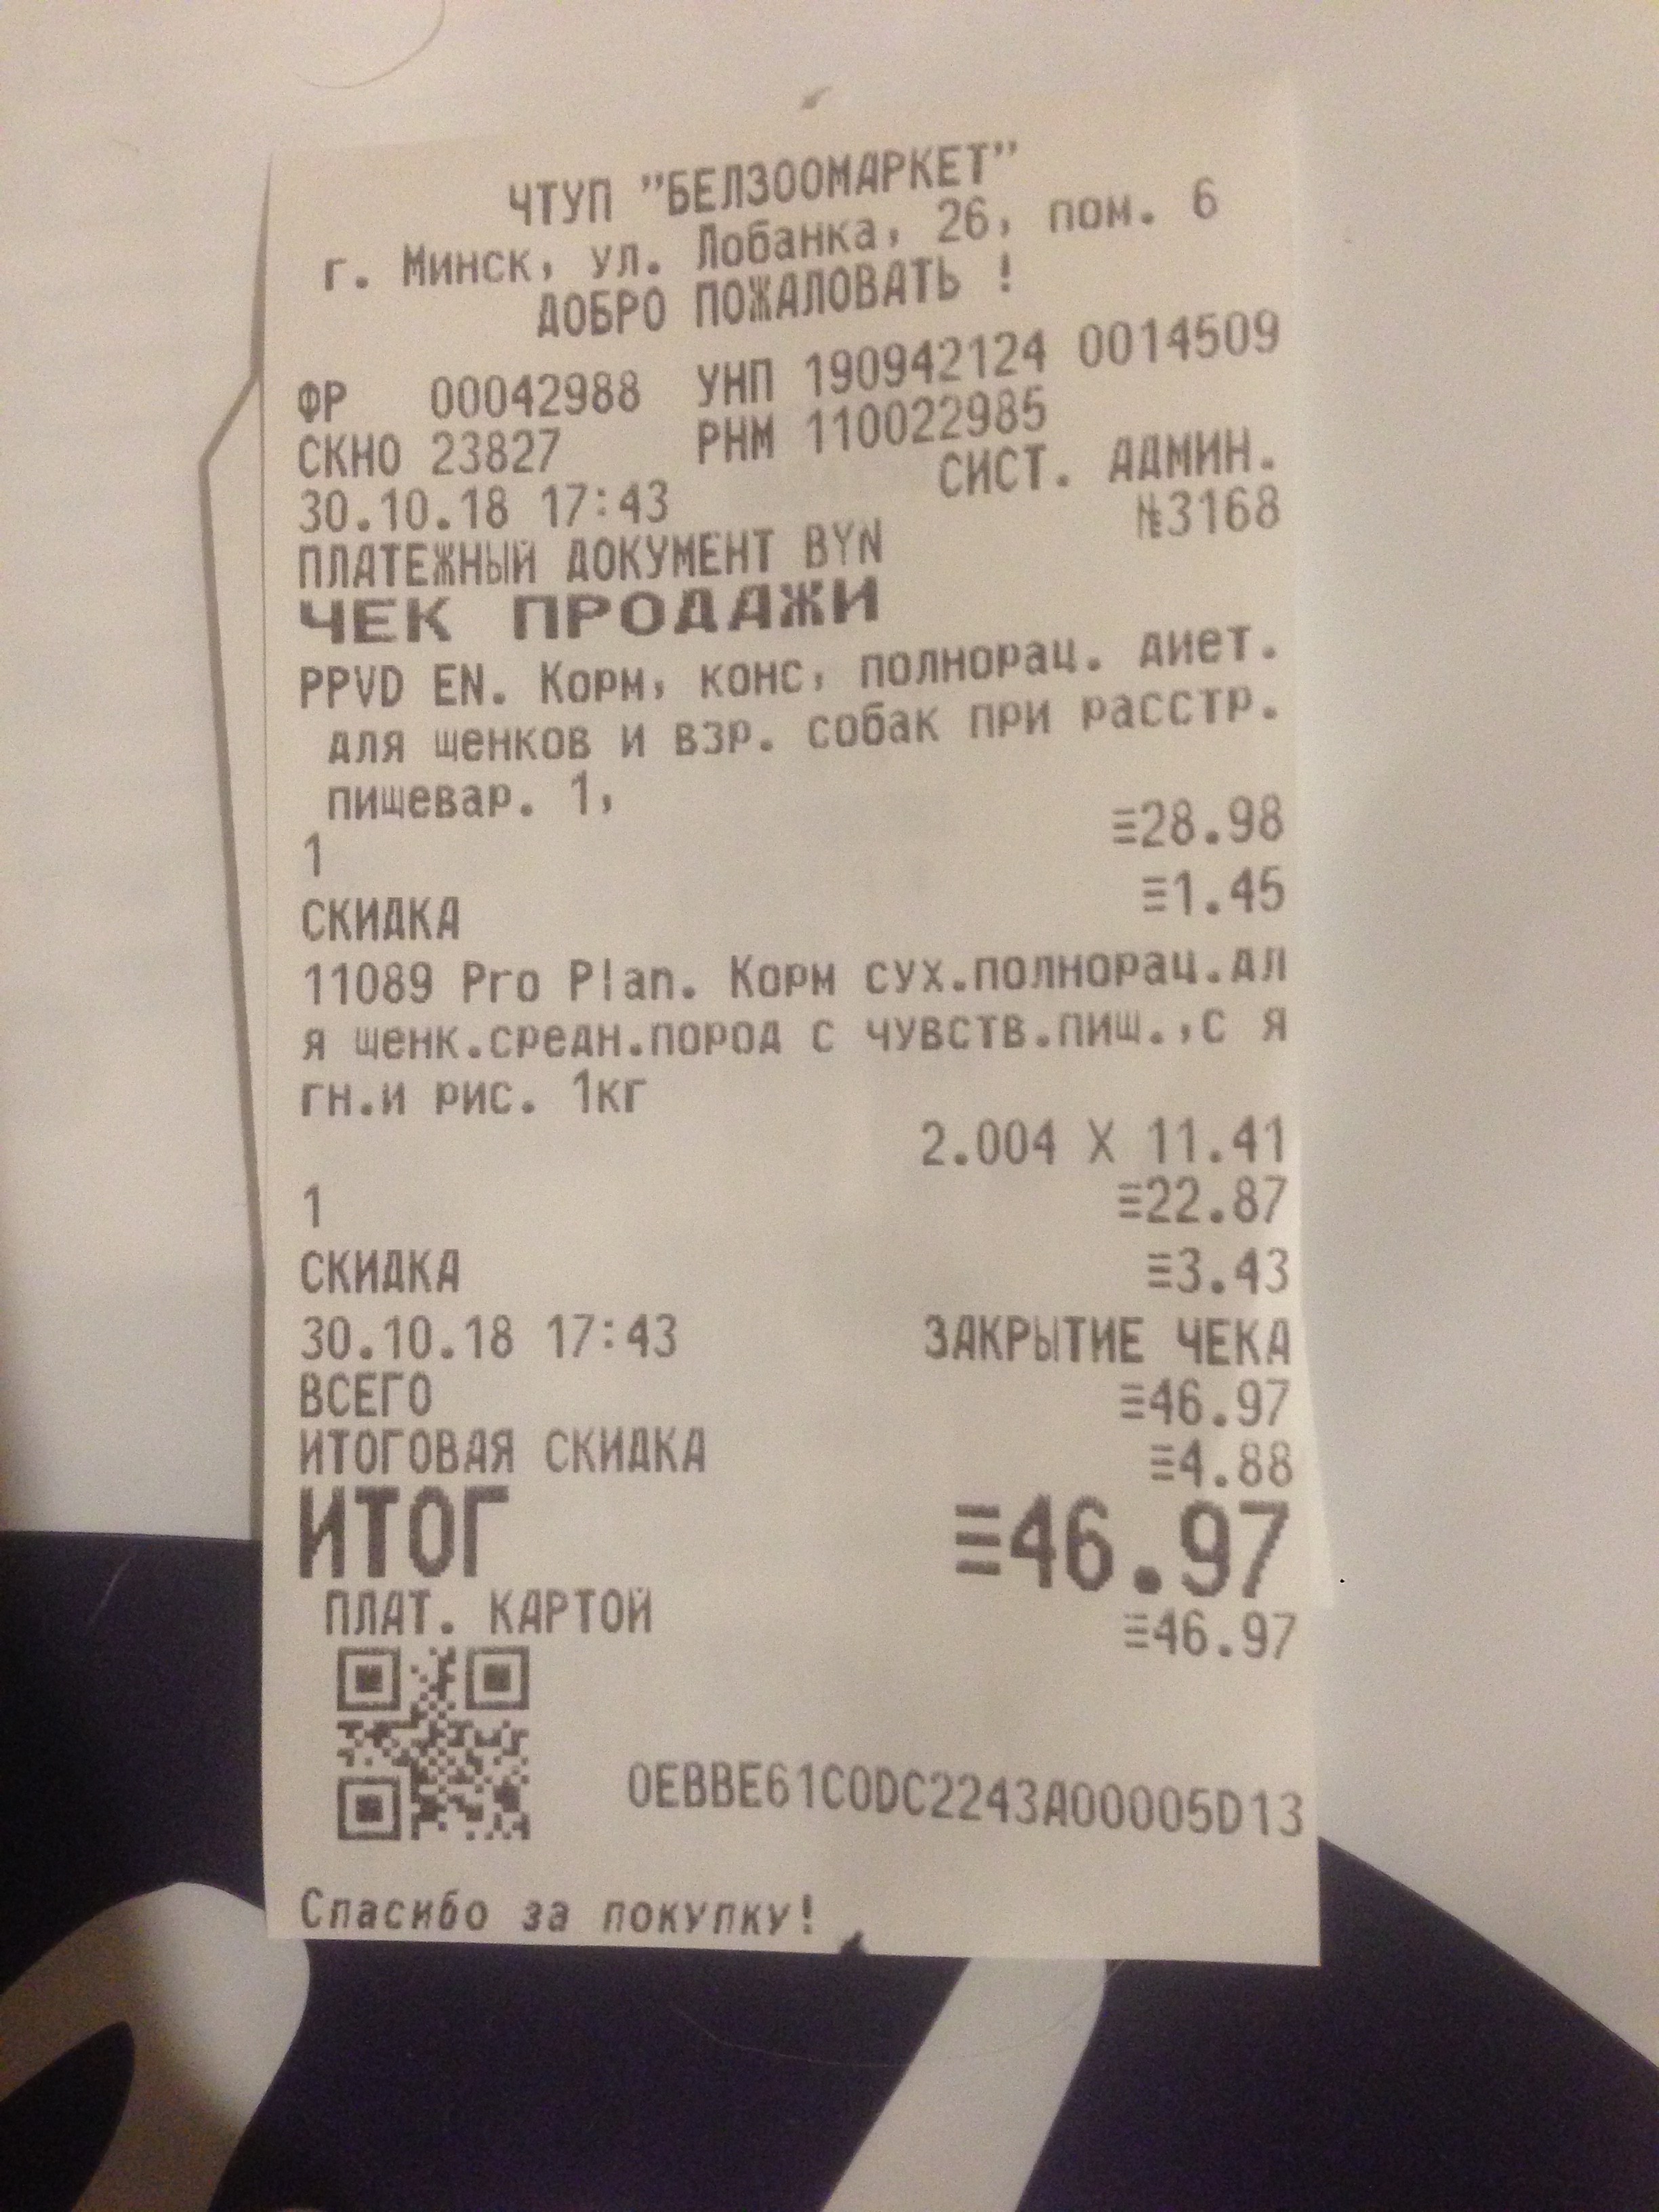 ЧТУП "БЕЛЗООМАРКЕТ"
г. Минск, ул. Лобанка, 26, пом. 6
ДОБРО ПОЖАЛОВАТЬ !
ФР 00042988 УНП 190942124 0014509
СКНО 23827 РНМ 110022985
30.10.18 17:43 СИСТ. АДМИН.
ПЛАТЕЖНЫЙ ДОКУМЕНТ BYN №3168
ЧЕК ПРОДАЖИ
PPVD EN. Корм, конс, полнорац. диет.
для щенков и взр. собак при расстр.
пищевар. 1,
1 ≡28.98
СКИДКА ≡1.45
11089 Pro Plan. Корм сух.полнорац.дл
я щенк.средн.пород с чувств.пищ.,с я
гн.и рис. 1кг
2.004 X 11.41
1 ≡22.87
СКИДКА ≡3.43
30.10.18 17:43 ЗАКРЫТИЕ ЧЕКА
ВСЕГО ≡46.97
ИТОГОВАЯ СКИДКА ≡4.88
ИТОГ ≡46.97
ПЛАТ. КАРТОЙ ≡46.97
0EBBE61C0DC2243A00005D13
Спасибо за покупку!